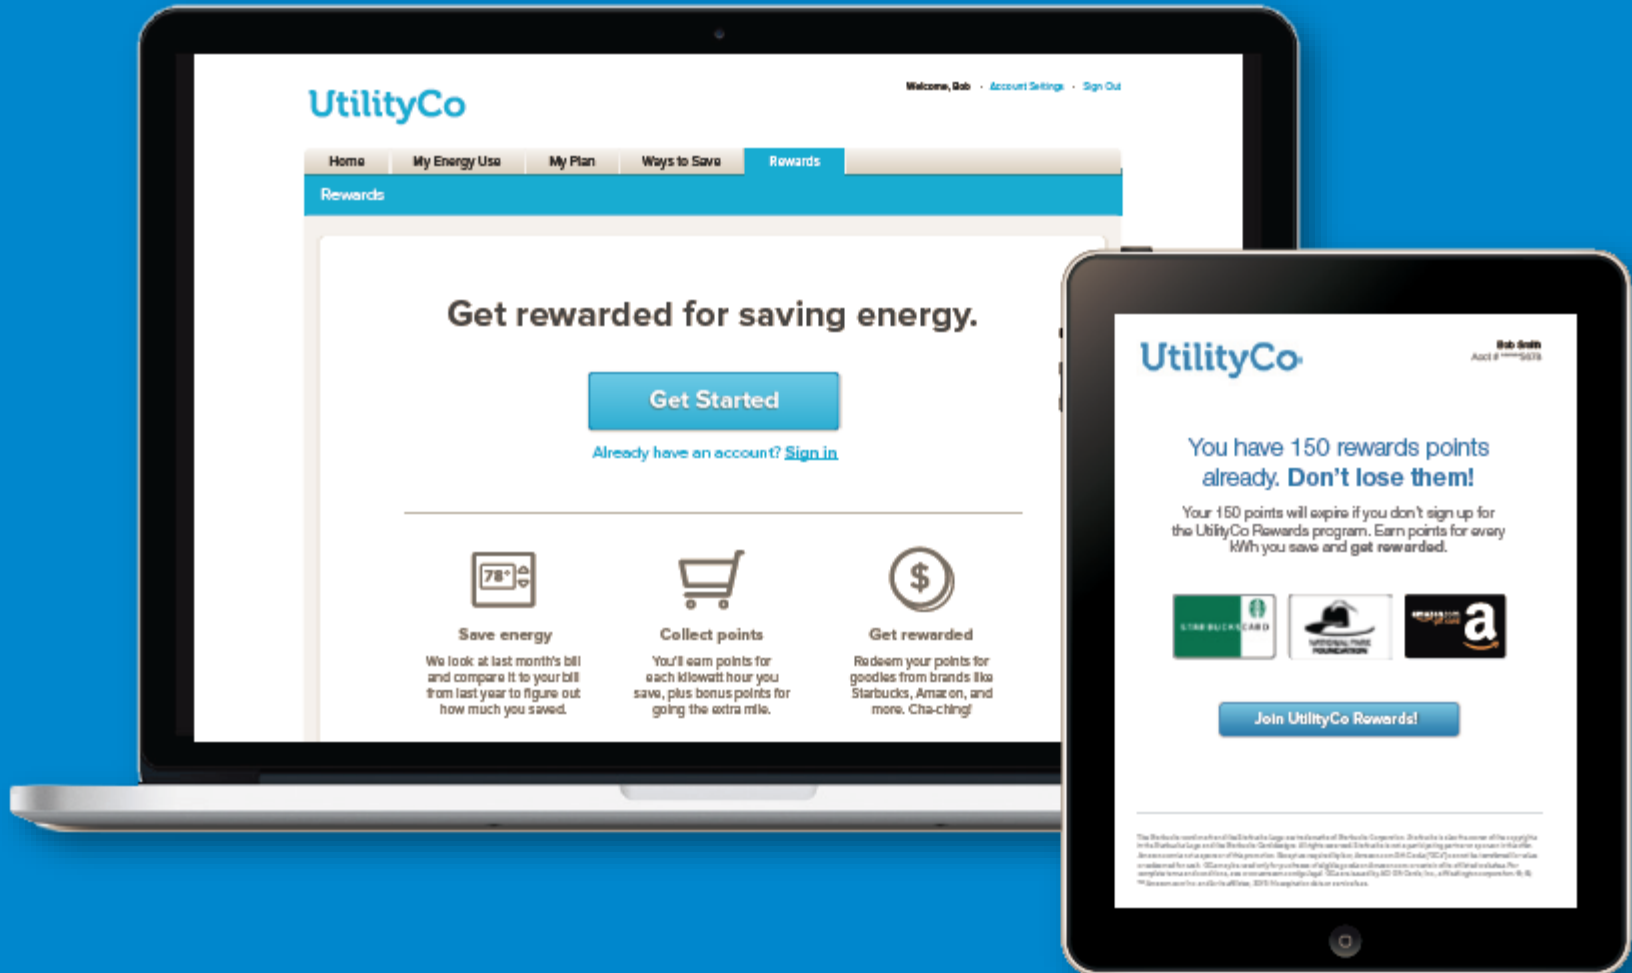 UtilityCo
Welcome, Bob · Account Settings · Sign Out
Home My Energy Use My Plan Ways to Save Rewards
Rewards
Get rewarded for saving energy.
Get Started
Already have an account? Sign in
78°
$
Save energy
We look at last month's bill
and compare it to your bill
from last year to figure out
how much you saved.
Collect points
You'll earn points for
each kilowatt hour you
save, plus bonus points for
going the extra mile.
Get rewarded
Redeem your points for
goodies from brands like
Starbucks, Amazon, and
more. Cha-ching!
UtilityCo
Bob Smith
Acct # *****5678
You have 150 rewards points
already. Don't lose them!
Your 150 points will expire if you don't sign up for
the UtilityCo Rewards program. Earn points for every
kWh you save and get rewarded.
STARBUCKS CARD
NATIONAL PARK
FOUNDATION
amazon.com
a
Join UtilityCo Rewards!